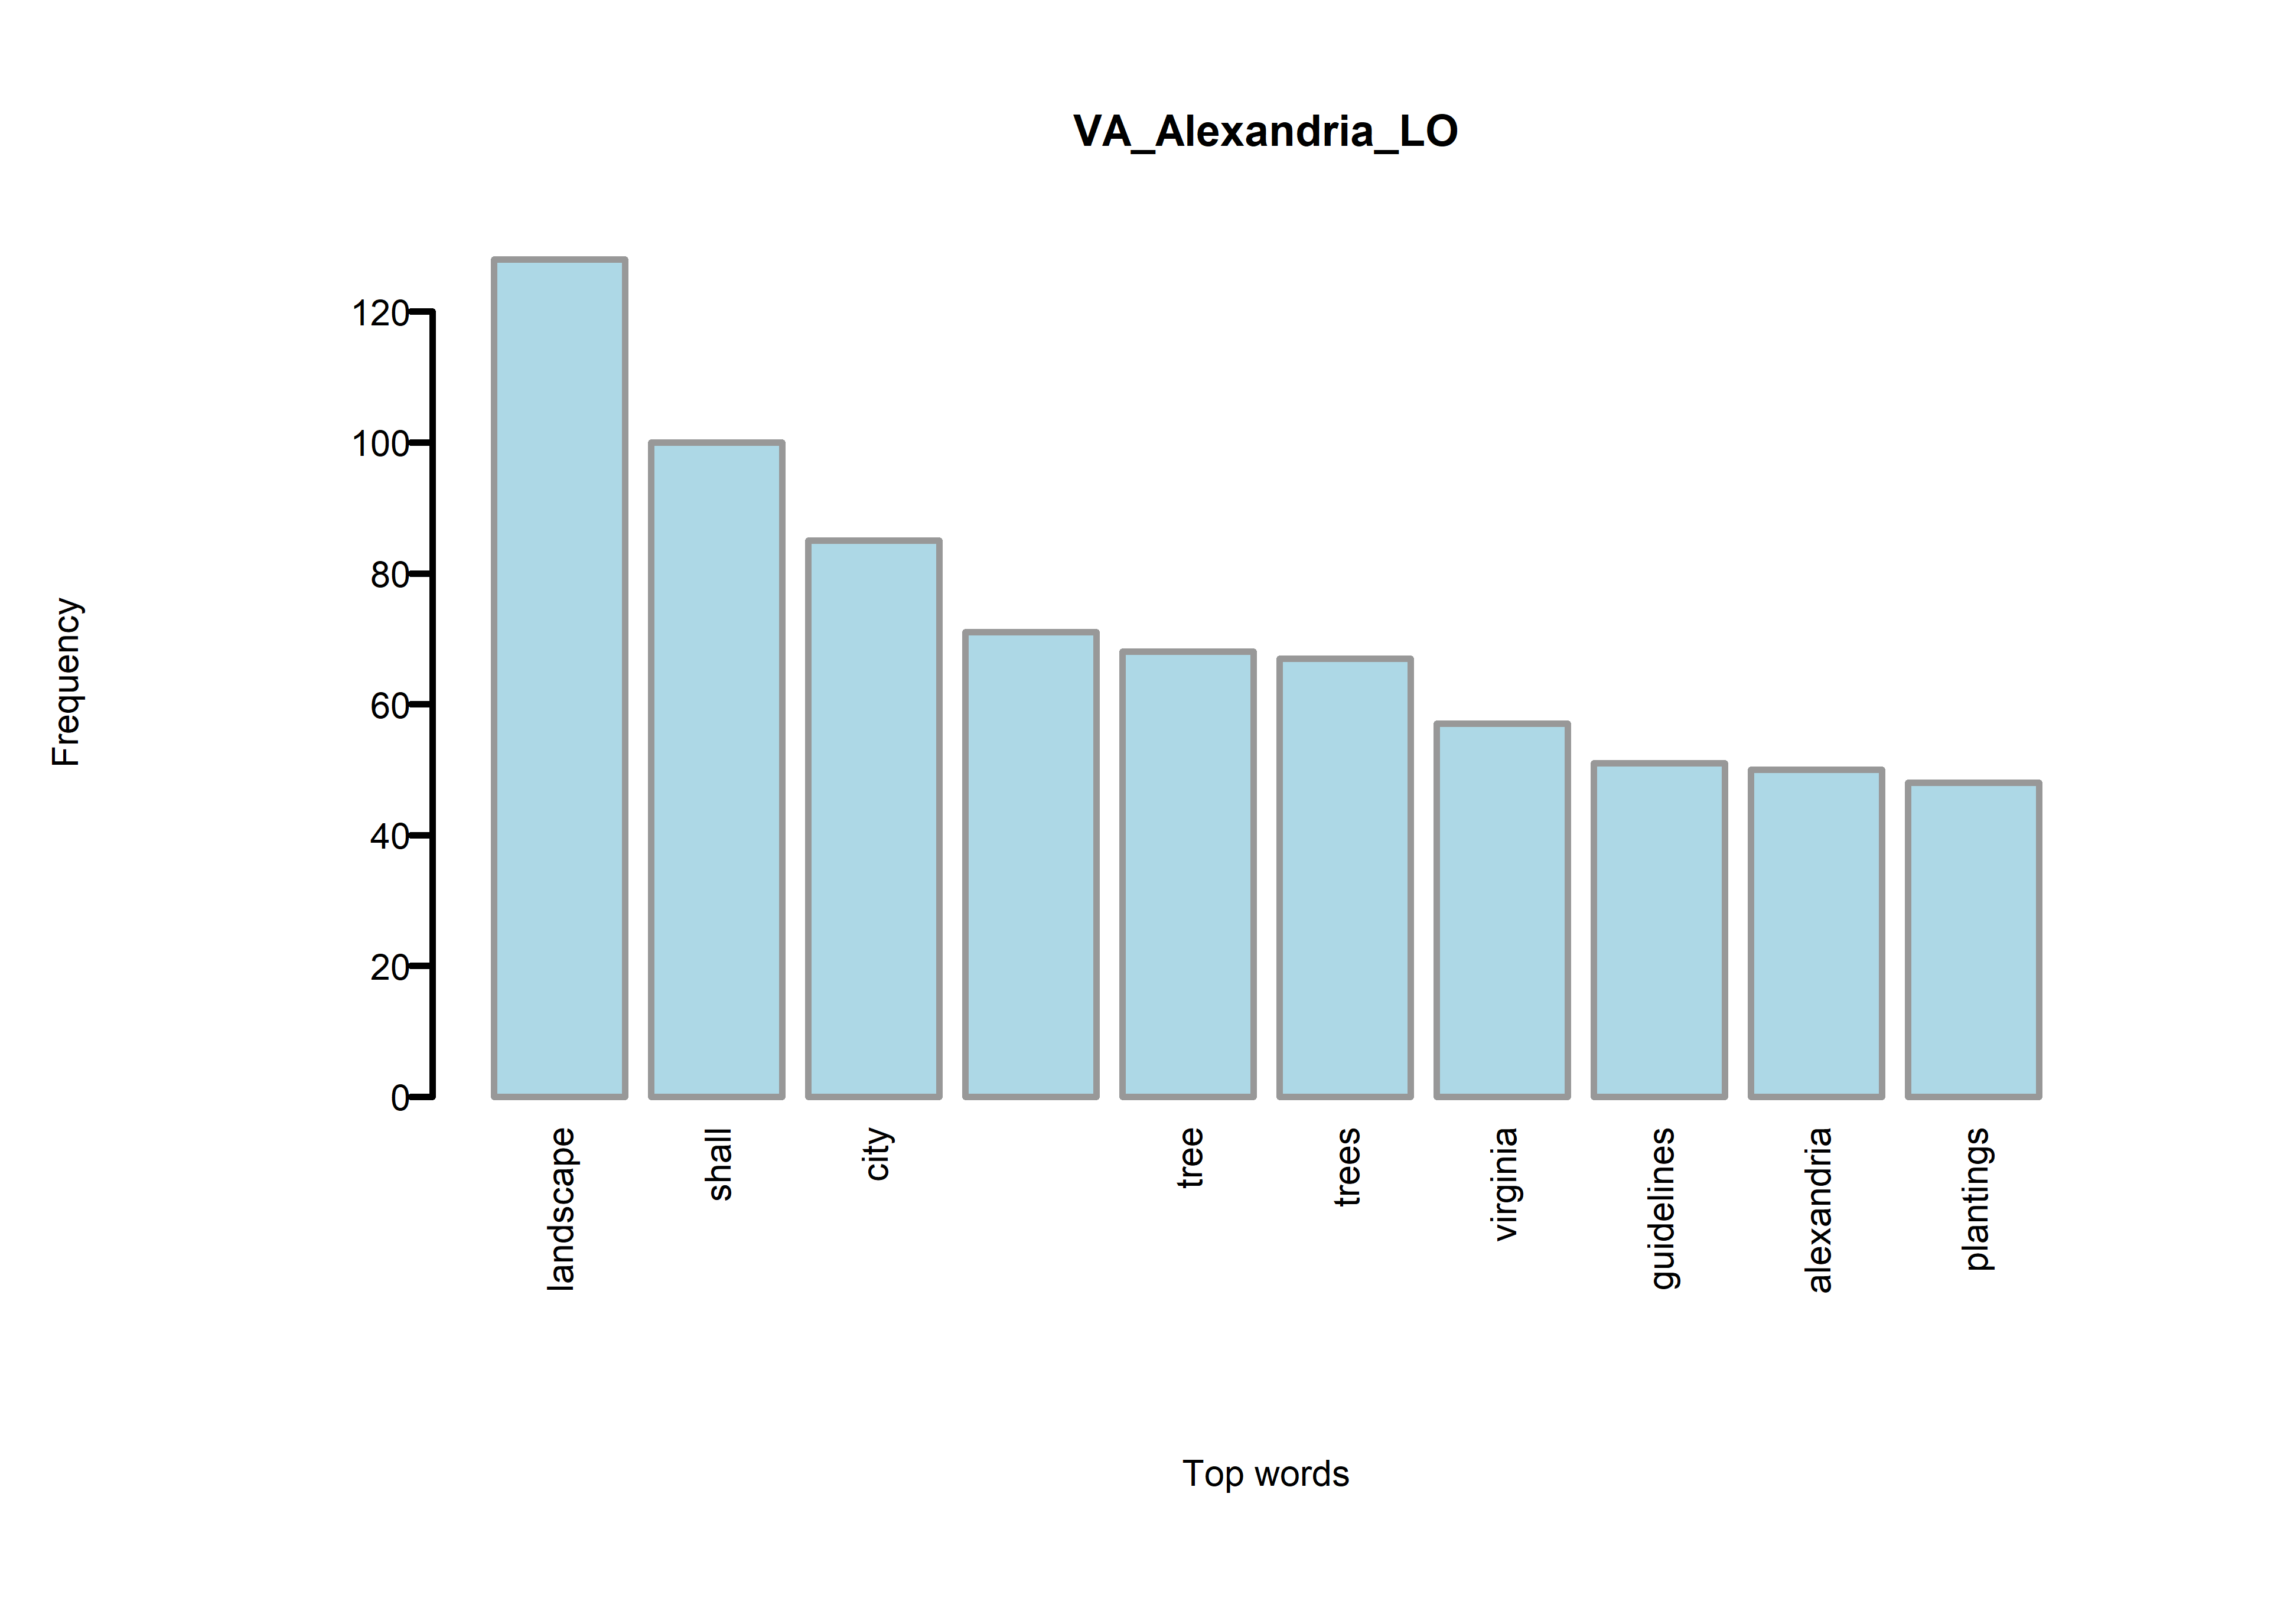 VA_Alexandria_LO
Frequency
120
100
80
60
40
20
0
landscape
shall
city
tree
trees
virginia
guidelines
alexandria
plantings
Top words